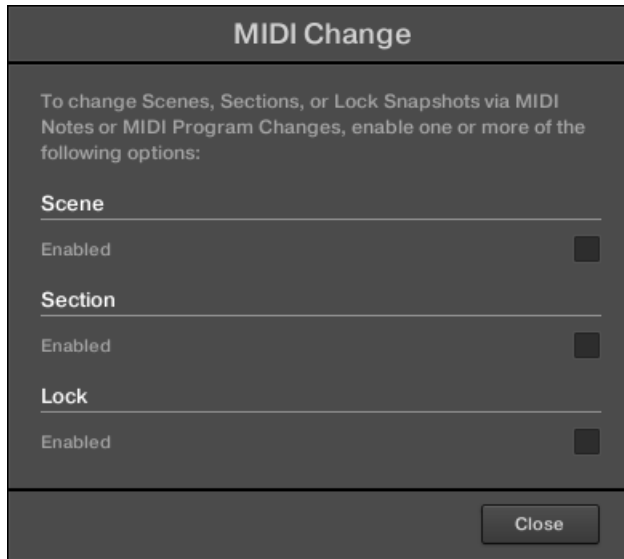 MIDI Change
To change Scenes, Sections, or Lock Snapshots via MIDI
Notes or MIDI Program Changes, enable one or more of the
following options:
Scene
Enabled
Section
Enabled
Lock
Enabled
Close